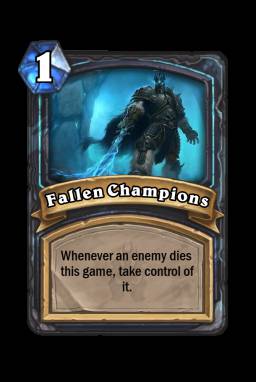 1
Fallen Champions
Whenever an enemy dies
this game, take control of
it.